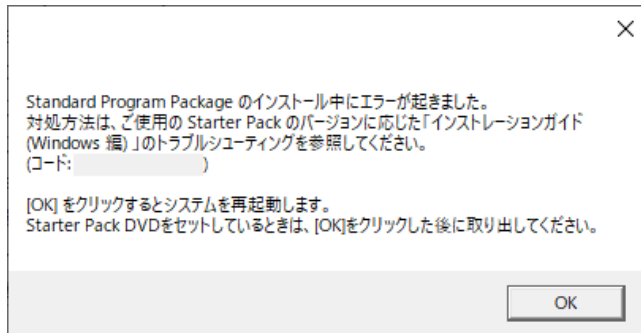 Standard Program Package のインストール中にエラーが起きました。
対処方法は、ご使用の Starter Pack のバージョンに応じた「インストレーションガイド
(Windows 編) 」のトラブルシューティングを参照してください。
(コード: )
[OK] をクリックするとシステムを再起動します。
Starter Pack DVDをセットしているときは、[OK]をクリックした後に取り出してください。
OK